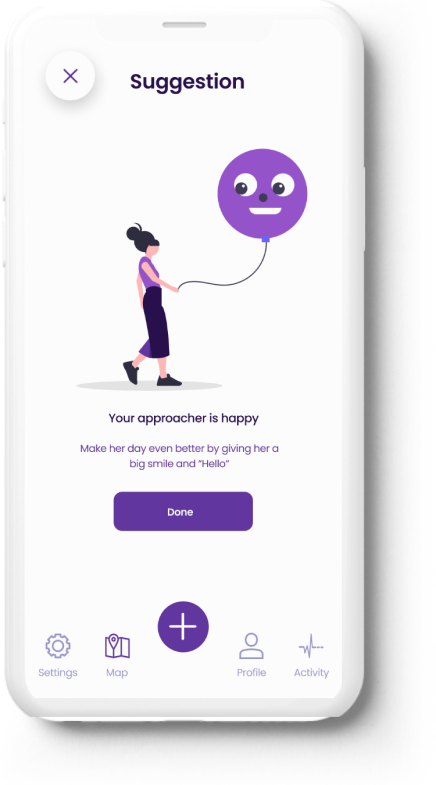 Suggestion
Your approacher is happy
Make her day even better by giving her a
big smile and “Hello”
Done
Settings
Map
Profile
Activity